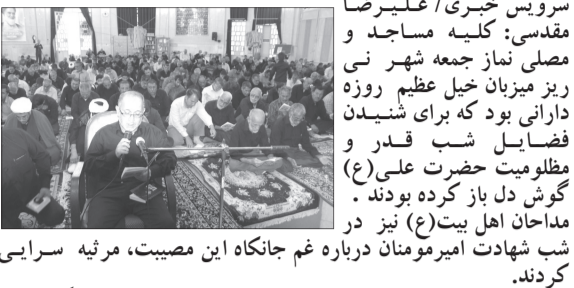 سرویس خبری/ علیرضا
مقدسی: کلیه مساجد و
مصلی نماز جمعه شهر نی
ریز میزبان خیل عظیم روزه
دارانی بود که برای شنیدن
فضایل شب قدر و
مظلومیت حضرت علی(ع)
گوش دل باز کرده بودند .
مداحان اهل بیت(ع) نیز در
شب شهادت امیرمومنان درباره غم جانکاه این مصیبت، مرثیه سرایی
کردند.